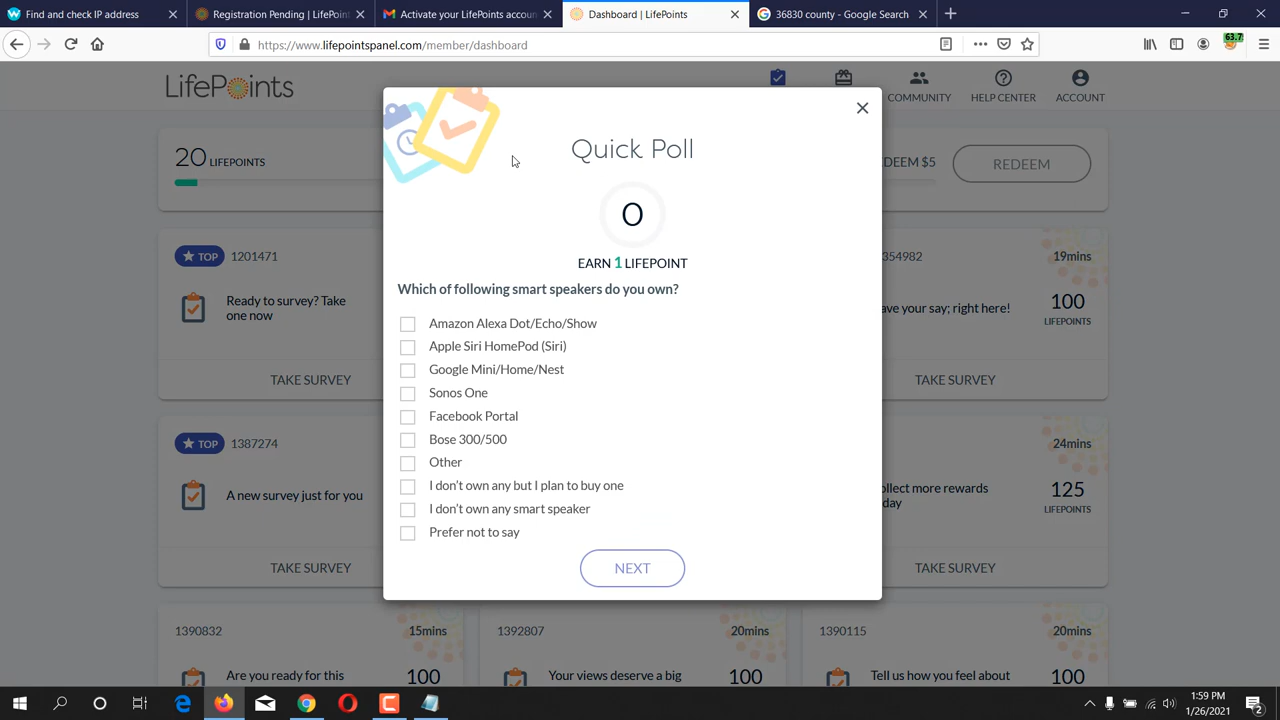 Find and check IP address
Registration Pending | LifePoint
Activate your LifePoints accoun
Dashboard | LifePoints
36830 county - Google Search
https://www.lifepointspanel.com/member/dashboard
63.7
LifePoints
COMMUNITY
HELP CENTER
ACCOUNT
20 LIFEPOINTS
EDEEM $5
REDEEM
Quick Poll
0
EARN 1 LIFEPOINT
Which of following smart speakers do you own?
Amazon Alexa Dot/Echo/Show
Apple Siri HomePod (Siri)
Google Mini/Home/Nest
Sonos One
Facebook Portal
Bose 300/500
Other
I don't own any but I plan to buy one
I don't own any smart speaker
Prefer not to say
NEXT
TOP 1201471
Ready to survey? Take
one now
TAKE SURVEY
354982
19mins
ave your say; right here!
100
LIFEPOINTS
TAKE SURVEY
TOP 1387274
A new survey just for you
TAKE SURVEY
24mins
ollect more rewards
day
125
LIFEPOINTS
TAKE SURVEY
1390832
15mins
Are you ready for this
100
1392807
20mins
Your views deserve a big
100
1390115
20mins
Tell us how you feel about
100
1:59 PM
1/26/2021
2